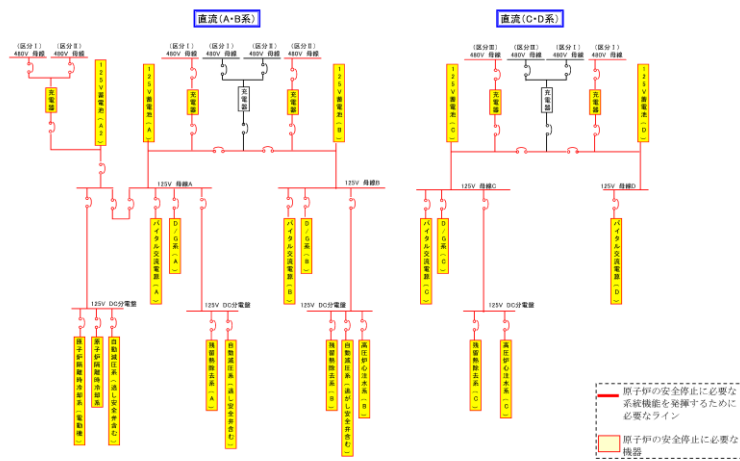 直流(A・B系)
直流(C・D系)
(区分Ⅰ)
480V 母線
(区分Ⅱ)
480V 母線
(区分Ⅰ)
480V 母線
(区分Ⅰ)
480V 母線
(区分Ⅱ)
480V 母線
(区分Ⅱ)
480V 母線
(区分Ⅲ)
480V 母線
(区分Ⅲ)
480V 母線
(区分Ⅰ)
480V 母線
480V 母線
125V蓄電池(A2)
125V蓄電池(A)
125V蓄電池(B)
125V蓄電池(C)
125V蓄電池(D)
充電器
充電器
充電器
充電器
充電器
充電器
充電器
125V 母線A
125V 母線B
125V 母線C
125V 母線D
バイタル交流電源(A)
D/G系(A)
バイタル交流電源(B)
D/G系(B)
バイタル交流電源(C)
D/G系(C)
バイタル交流電源(D)
125V DC分電盤
125V DC分電盤
125V DC分電盤
125V DC分電盤
原子炉隔離時冷却系(電動機)
原子炉隔離時冷却系
自動減圧系(逃し安全弁含む)
残留熱除去系(A)
自動減圧系(逃し安全弁含む)
残留熱除去系(B)
自動減圧系(逃がし安全弁含む)
高圧炉心注水系(B)
残留熱除去系(C)
高圧炉心注水系(C)
原子炉の安全停止に必要な
系統機能を発揮するために
必要なライン
原子炉の安全停止に必要な
機器